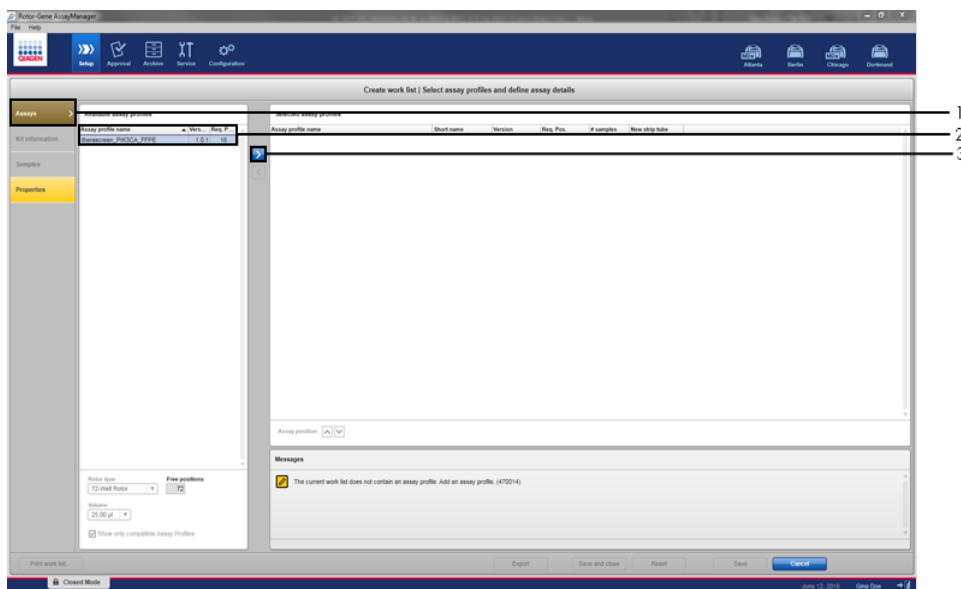 Rotor-Gene AssayManager
File Help
QIAGEN
Setup Approval Archive Service Configuration
Atlanta Berlin Chicago Dortmund
Create work list | Select assay profiles and define assay details
Assays
Kit information
Samples
Properties
Available assay profiles
Assay profile name Vers... Req. P...
therascreen_PIK3CA_FFPE 1.0.1 16
Selected assay profiles
Assay profile name Short name Version Req. Pos. # samples New strip tube
1
2
3
Assay position
Rotor type Free positions
72-Well Rotor 72
Volume
25.00 µl
Show only compatible Assay Profiles
Messages
The current work list does not contain an assay profile. Add an assay profile. (470014)
Print work list... Export Save and close Reset Save Cancel
Closed Mode June 12, 2019 Gina Doe